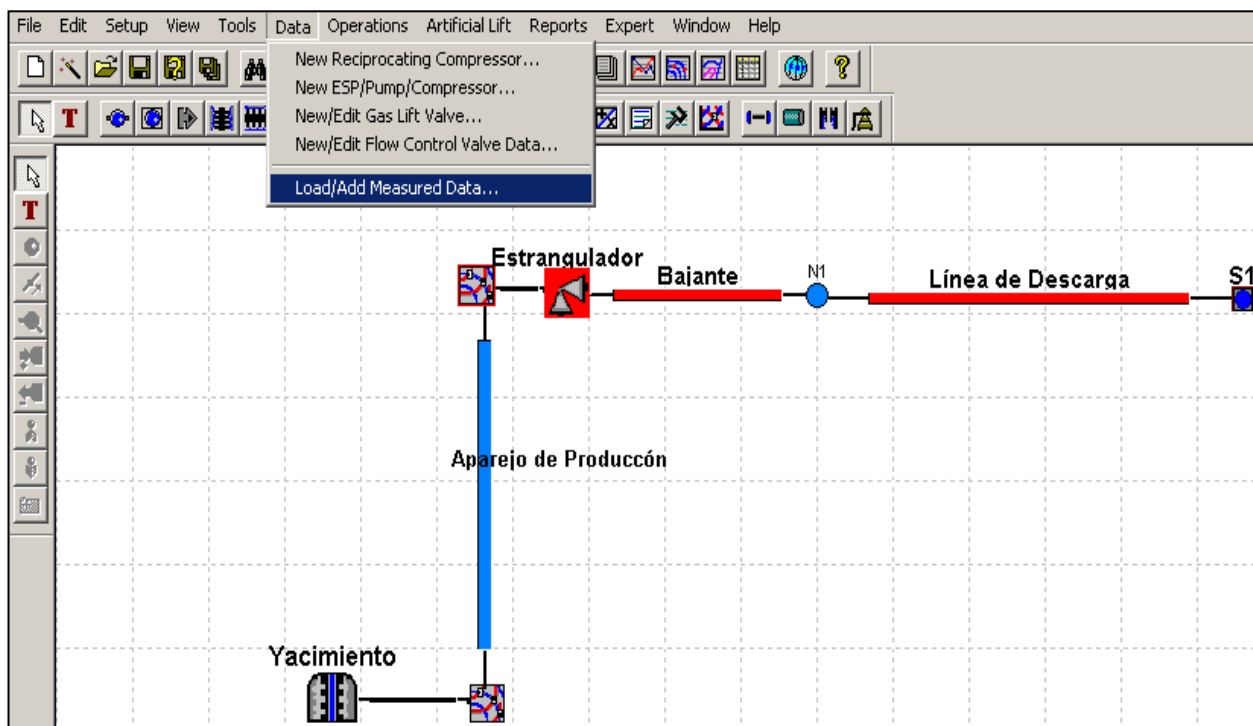 File Edit Setup View Tools Data Operations Artificial Lift Reports Expert Window Help
New Reciprocating Compressor...
New ESP/Pump/Compressor...
New/Edit Gas Lift Valve...
New/Edit Flow Control Valve Data...
Load/Add Measured Data...
T
T
Estrangulador
Bajante
N1
Línea de Descarga
S1
Aparejo de Produccón
Yacimiento